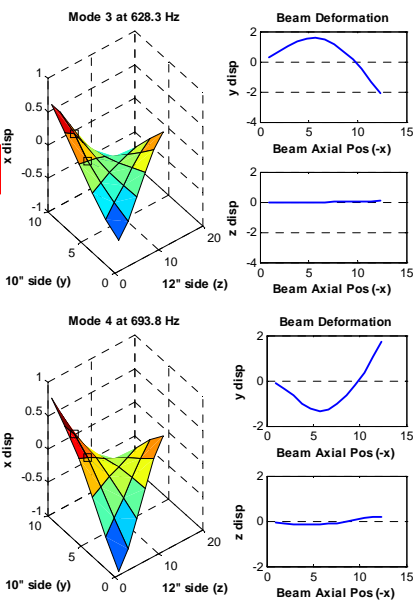 Mode 3 at 628.3 Hz
1
0.5
0
-0.5
-1
x disp
10
5
0
10" side (y)
0
10
20
12" side (z)
Beam Deformation
2
0
-2
-4
y disp
0 5 10 15
Beam Axial Pos (-x)
2
0
-2
-4
z disp
0 5 10 15
Beam Axial Pos (-x)
Mode 4 at 693.8 Hz
1
0.5
0
-0.5
-1
x disp
10
5
0
10" side (y)
0
10
20
12" side (z)
Beam Deformation
2
0
-2
y disp
0 5 10 15
Beam Axial Pos (-x)
2
0
-2
z disp
0 5 10 15
Beam Axial Pos (-x)